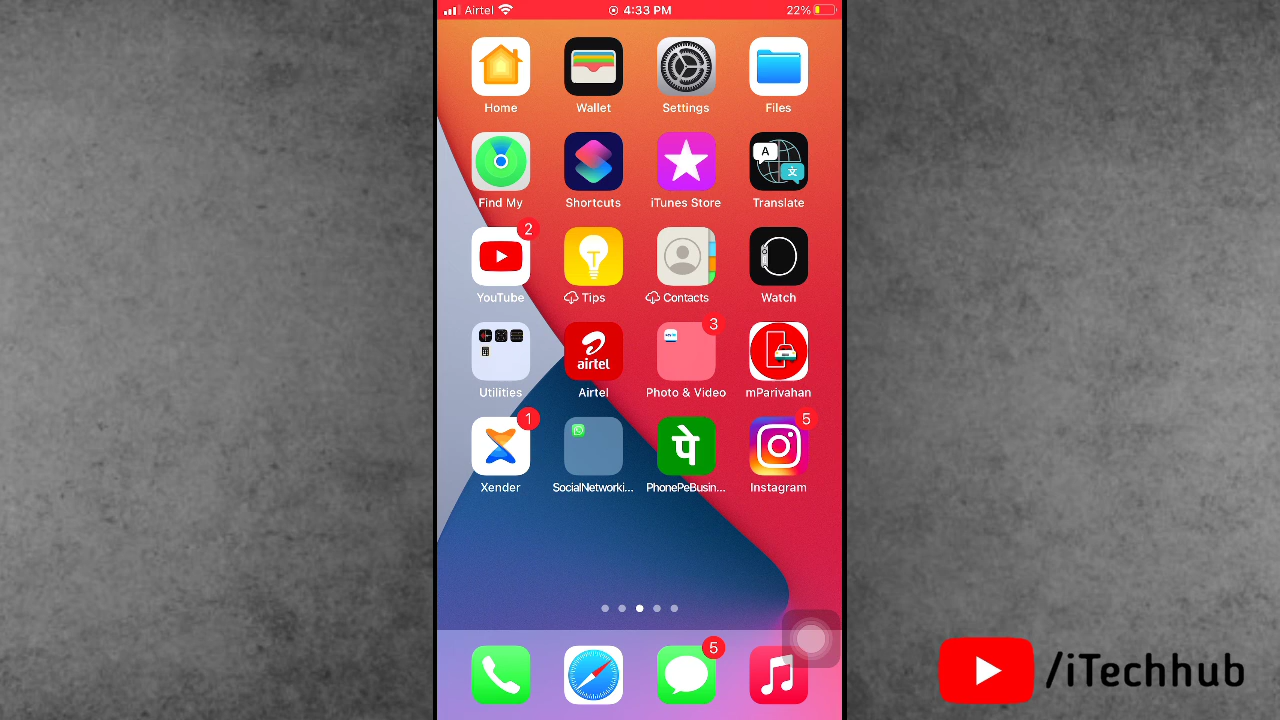 Airtel 4:33 PM 22%
Home Wallet Settings Files
A
文
Find My Shortcuts iTunes Store Translate
2
T
YouTube Tips Contacts Watch
3
airtel
Utilities Airtel Photo & Video mParivahan
1 5
पे
Xender SocialNetworki... PhonePeBusin... Instagram
5
/iTechhub